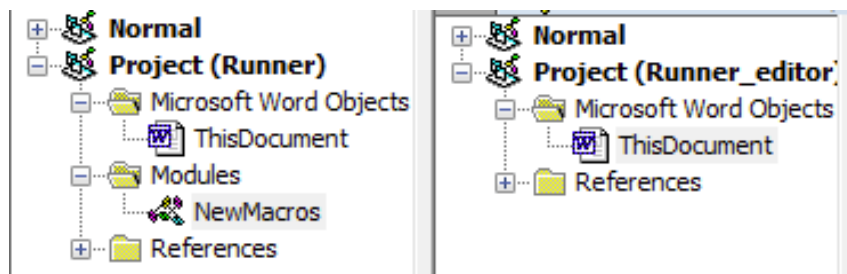 Normal
Project (Runner)
Microsoft Word Objects
ThisDocument
Modules
NewMacros
References
Normal
Project (Runner_editor)
Microsoft Word Objects
ThisDocument
References